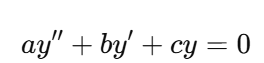 ay″ + by′ + cy = 0